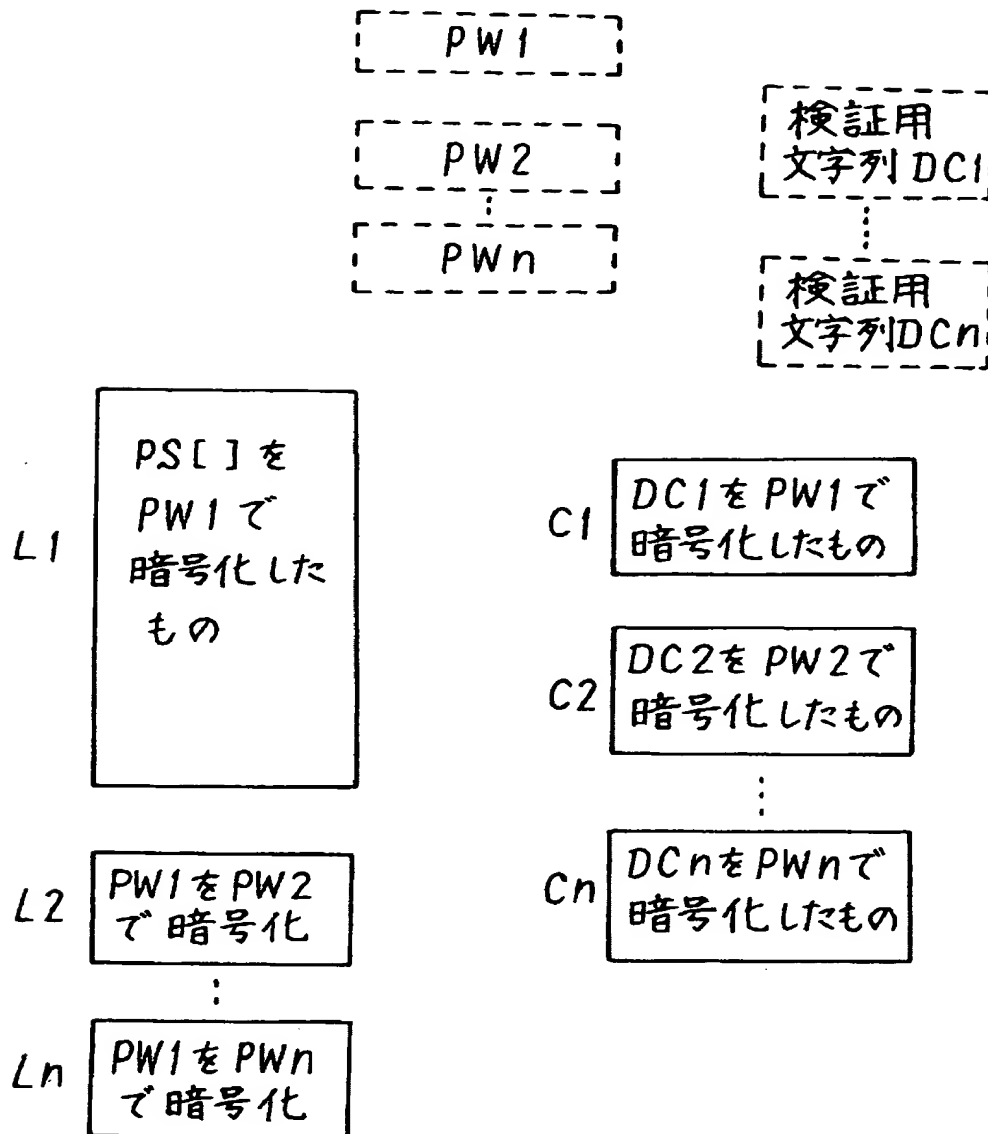 PW1
PW2
PWn
検証用
文字列DC1
検証用
文字列DCn
L1
PS[ ]を
PW1で
暗号化した
もの
L2
PW1をPW2
で暗号化
Ln
PW1をPWn
で暗号化
C1
DC1をPW1で
暗号化したもの
C2
DC2をPW2で
暗号化したもの
Cn
DCnをPWnで
暗号化したもの